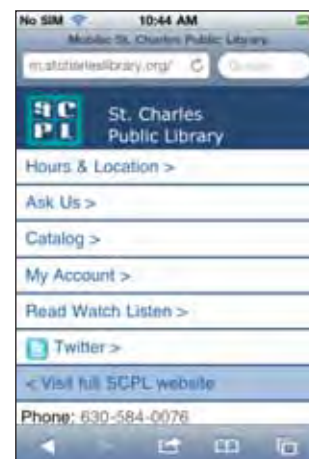 No SIM 10:44 AM
Mobile St. Charles Public Library
m.stcharleslibrary.org/
SC
PL
St. Charles
Public Library
Hours & Location >
Ask Us >
Catalog >
My Account >
Read Watch Listen >
Twitter >
< Visit full SCPL website
Phone: 630-584-0076